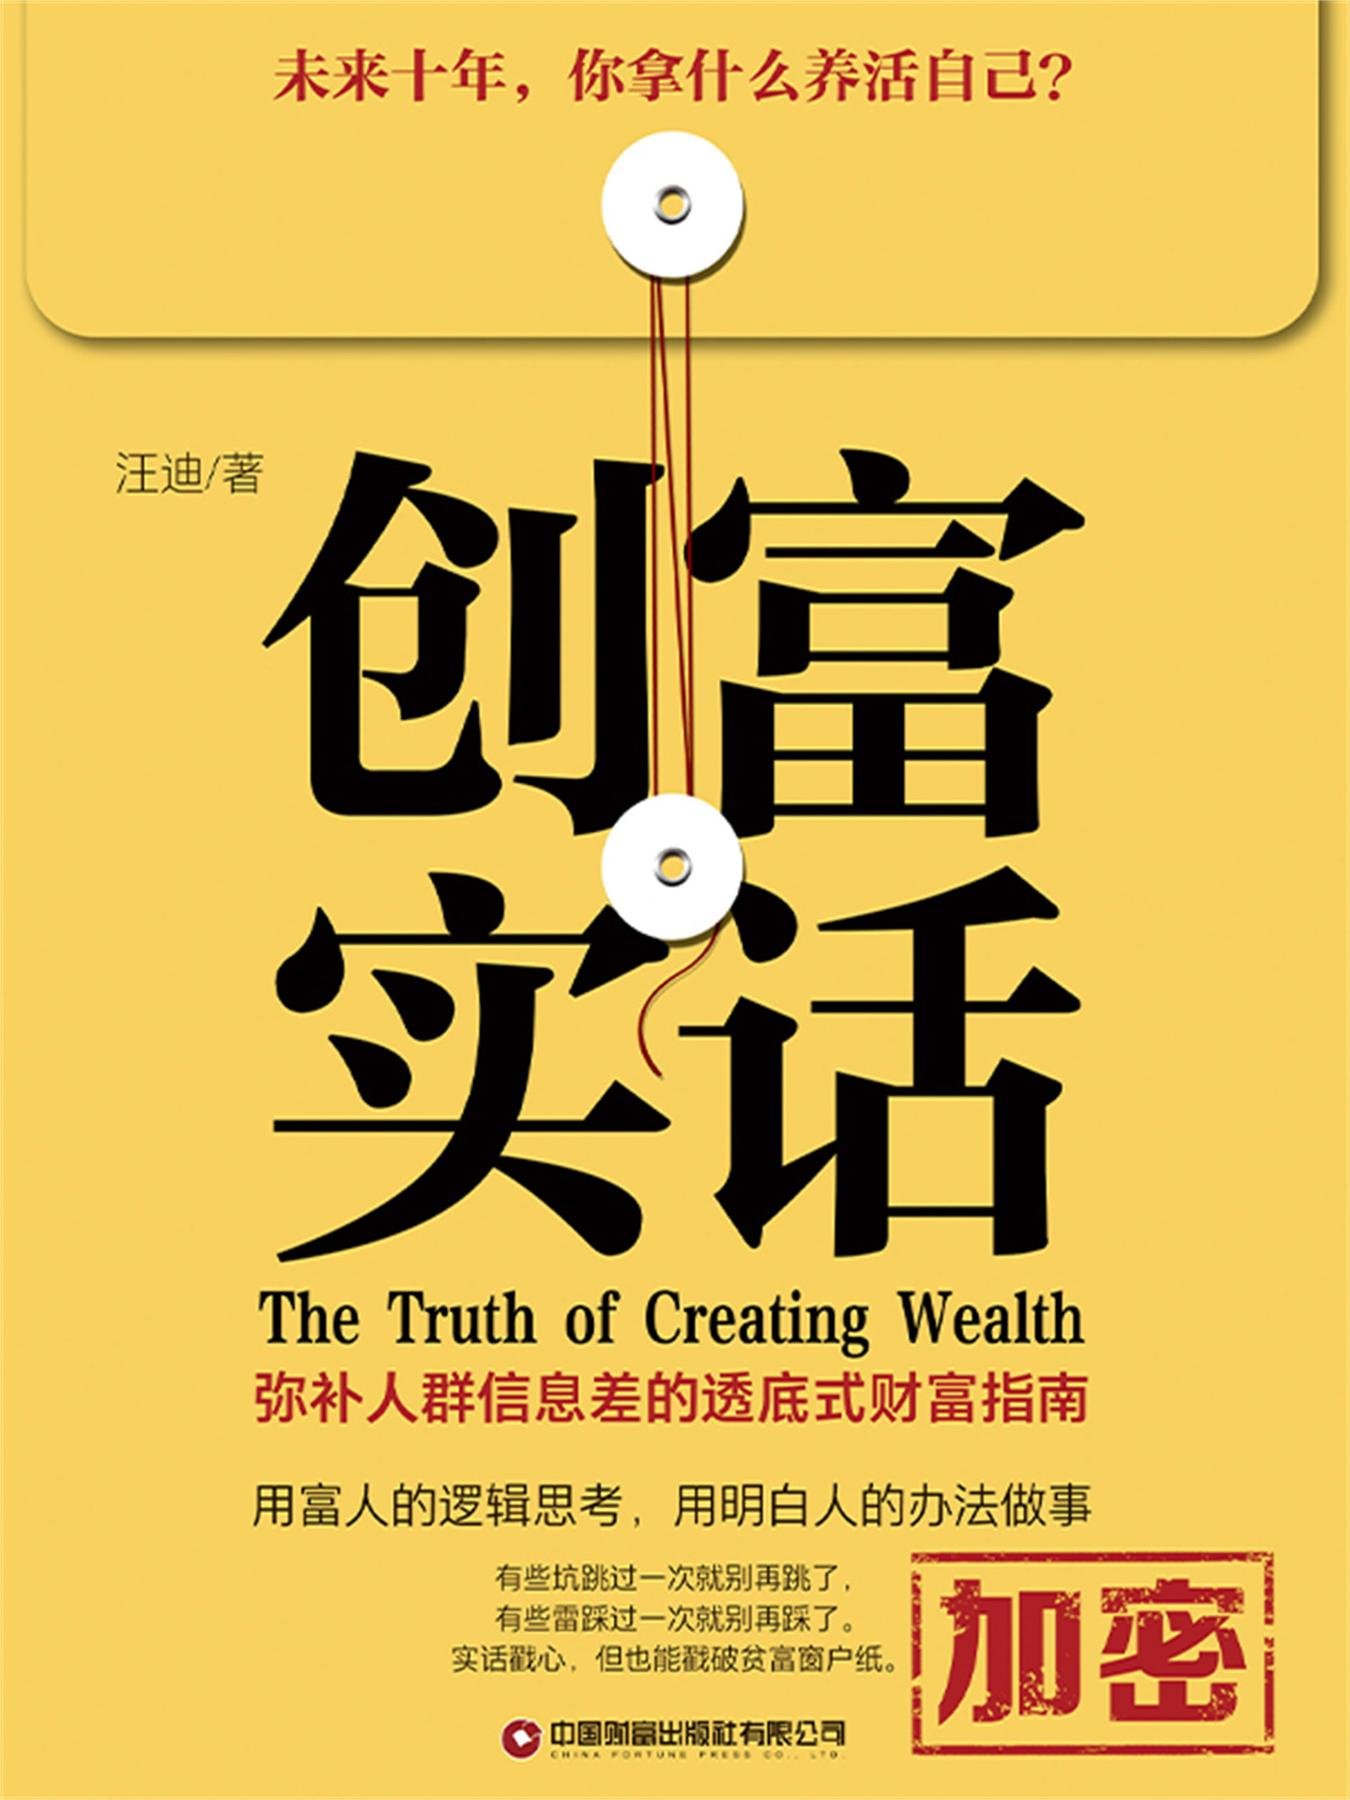 未来十年，你拿什么养活自己？
汪迪/著
创富
实话
The Truth of Creating Wealth
弥补人群信息差的透底式财富指南
用富人的逻辑思考，用明白人的办法做事
有些坑跳过一次就别再跳了，
有些雷踩过一次就别再踩了。
实话戳心，但也能戳破贫富窗户纸。
加密
中国财富出版社有限公司
CHINA FORTUNE PRESS CO., LTD.